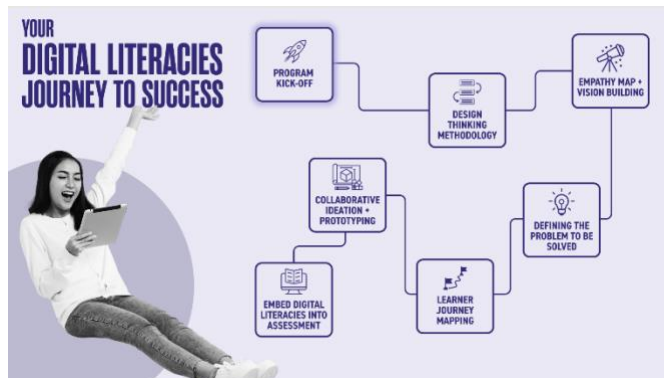 YOUR
DIGITAL LITERACIES
JOURNEY TO SUCCESS
PROGRAM
KICK-OFF
DESIGN
THINKING
METHODOLOGY
EMPATHY MAP +
VISION BUILDING
DEFINING THE
PROBLEM TO BE
SOLVED
LEARNER
JOURNEY
MAPPING
COLLABORATIVE
IDEATION +
PROTOTYPING
EMBED DIGITAL
LITERACIES INTO
ASSESSMENT